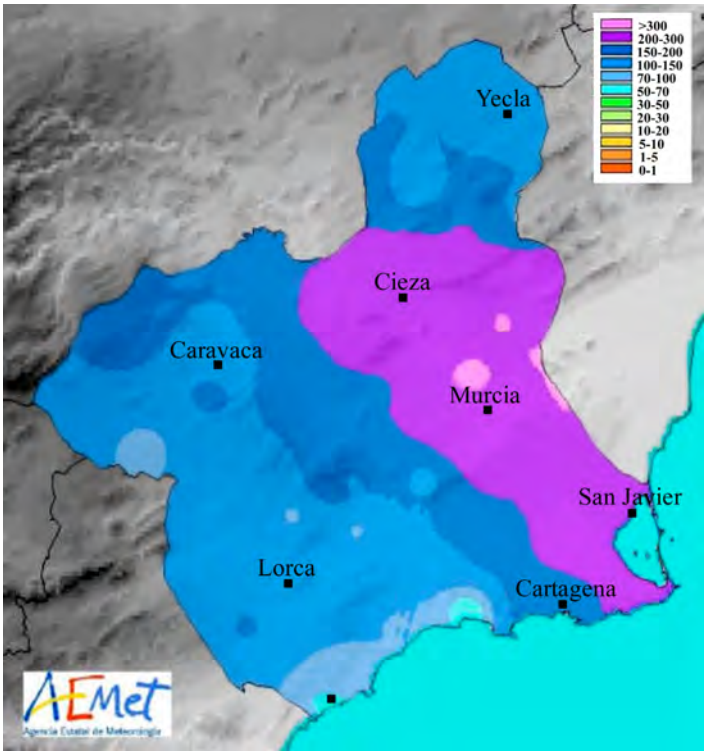 >300
200-300
150-200
100-150
70-100
50-70
30-50
20-30
10-20
5-10
1-5
0-1
Yecla
Cieza
Caravaca
Murcia
San Javier
Lorca
Cartagena
AEMet
Agencia Estatal de Meteorología